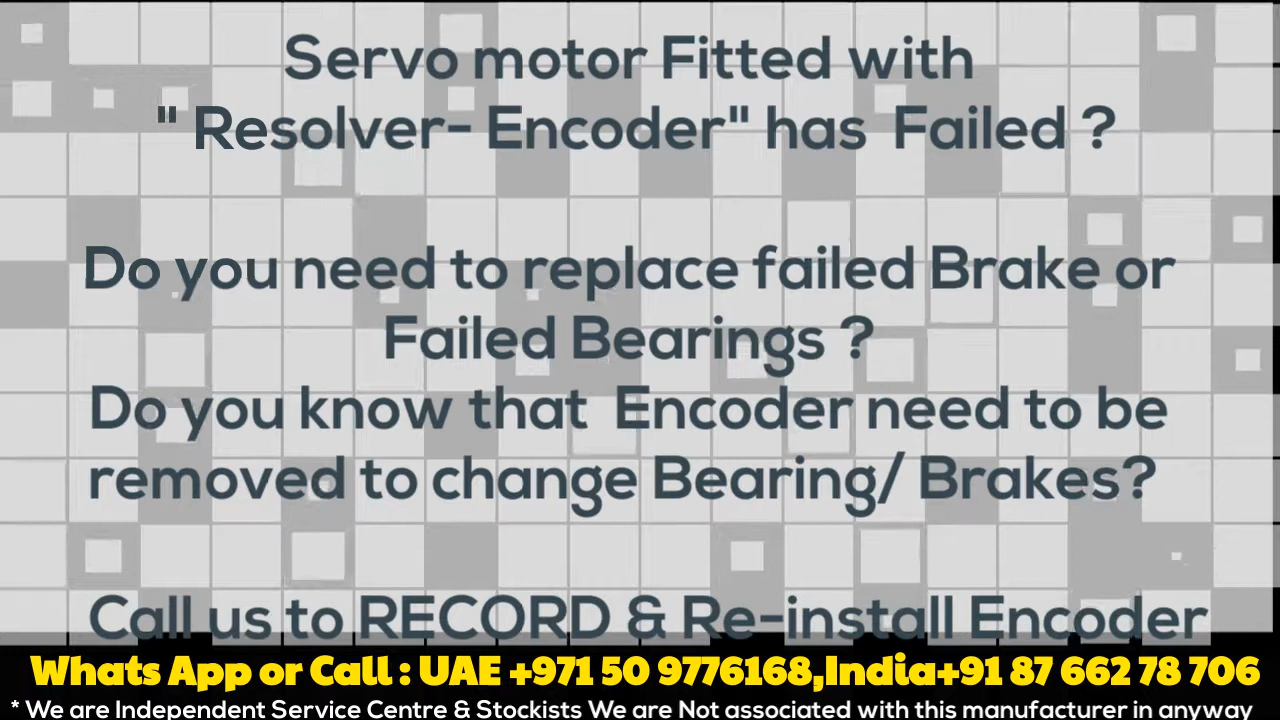 Servo motor Fitted with
" Resolver- Encoder" has Failed ?
Do you need to replace failed Brake or
Failed Bearings ?
Do you know that Encoder need to be
removed to change Bearing/ Brakes?
Call us to RECORD & Re-install Encoder
Whats App or Call : UAE +971 50 9776168,India+91 87 662 78 706
* We are Independent Service Centre & Stockists We are Not associated with this manufacturer in anyway